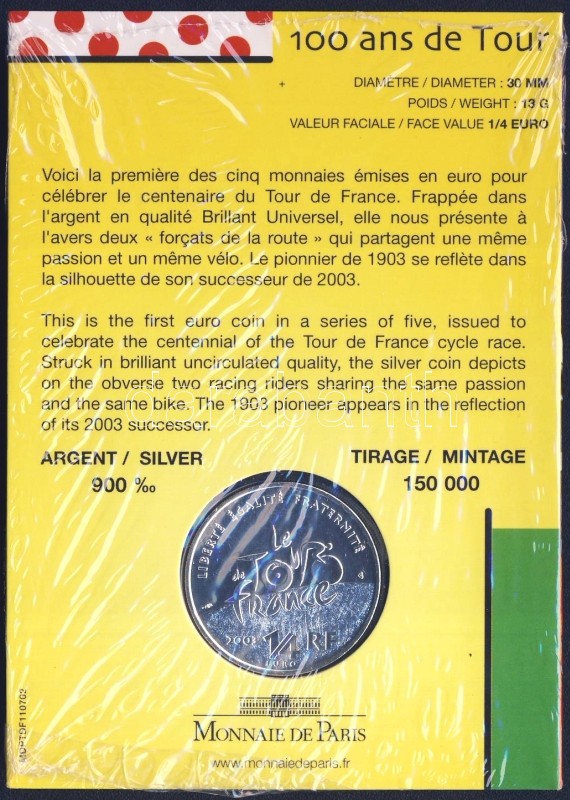 100 ans de Tour
DIAMETRE / DIAMETER : 30 MM
POIDS / WEIGHT : 13 G
VALEUR FACIALE / FACE VALUE 1/4 EURO
Voici la première des cinq monnaies émises en euro pour
célébrer le centenaire du Tour de France. Frappée dans
l'argent en qualité Brillant Universel, elle nous présente à
l'avers deux « forçats de la route » qui partagent une même
passion et un même vélo. Le pionnier de 1903 se reflète dans
la silhouette de son successeur de 2003.
This is the first euro coin in a series of five, issued to
celebrate the centennial of the Tour de France cycle race.
Struck in brilliant uncirculated quality, the silver coin depicts
on the obverse two racing riders sharing the same passion
and the same bike. The 1903 pioneer appears in the reflection
of its 2003 successor.
darabanth
ARGENT / SILVER
900 ‰
TIRAGE / MINTAGE
150 000
LIBERTÉ ÉGALITÉ FRATERNITÉ
le
de TOUR
France
2003 1/4 RF
EURO
MONNAIE DE PARIS
www.monnaiedeparis.fr